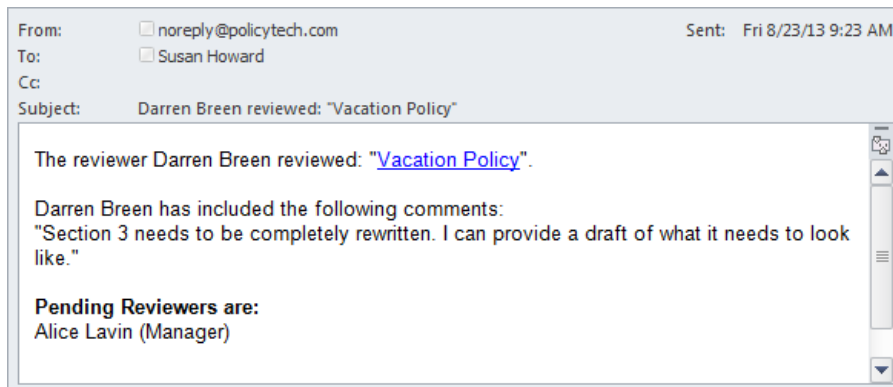 From: noreply@policytech.com Sent: Fri 8/23/13 9:23 AM
To: Susan Howard
Cc:
Subject: Darren Breen reviewed: "Vacation Policy"
The reviewer Darren Breen reviewed: "Vacation Policy".
Darren Breen has included the following comments:
"Section 3 needs to be completely rewritten. I can provide a draft of what it needs to look
like."
Pending Reviewers are:
Alice Lavin (Manager)